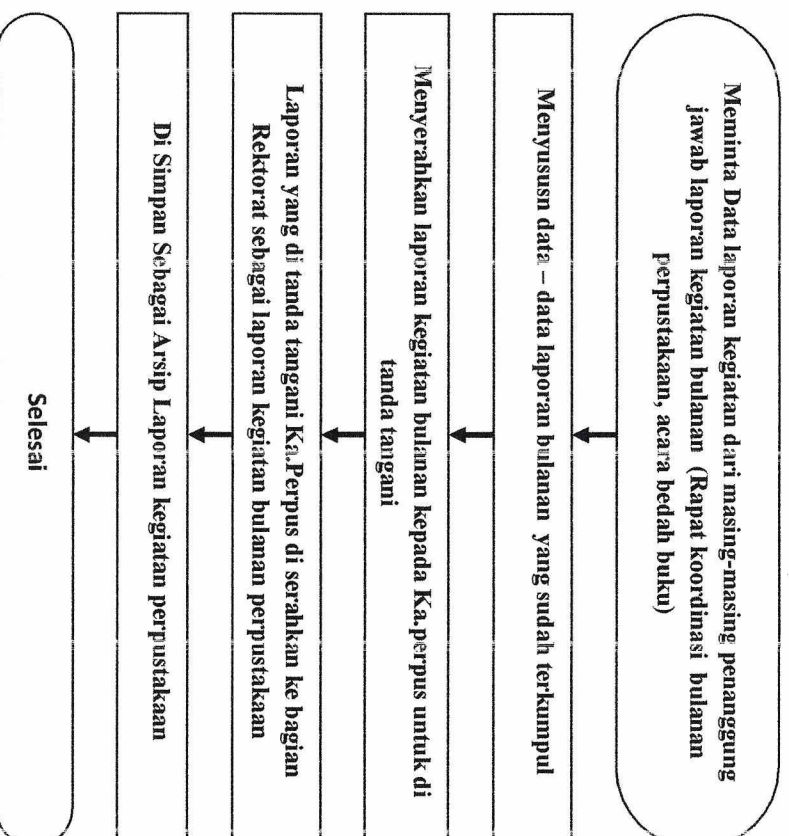 Meminta Data laporan kegiatan dari masing-masing penanggung
jawab laporan kegiatan bulanan (Rapat koordinasi bulanan
perpustakaan, acara bedah buku)
Menyususn data – data laporan bulanan yang sudah terkumpul
Menyerahkan laporan kegiatan bulanan kepada Ka.perpus untuk di
tanda tangani
Laporan yang di tanda tangani Ka.Perpus di serahkan ke bagian
Rektorat sebagai laporan kegiatan bulanan perpustakaan
Di Simpan Sebagai Arsip Laporan kegiatan perpustakaan
Selesai